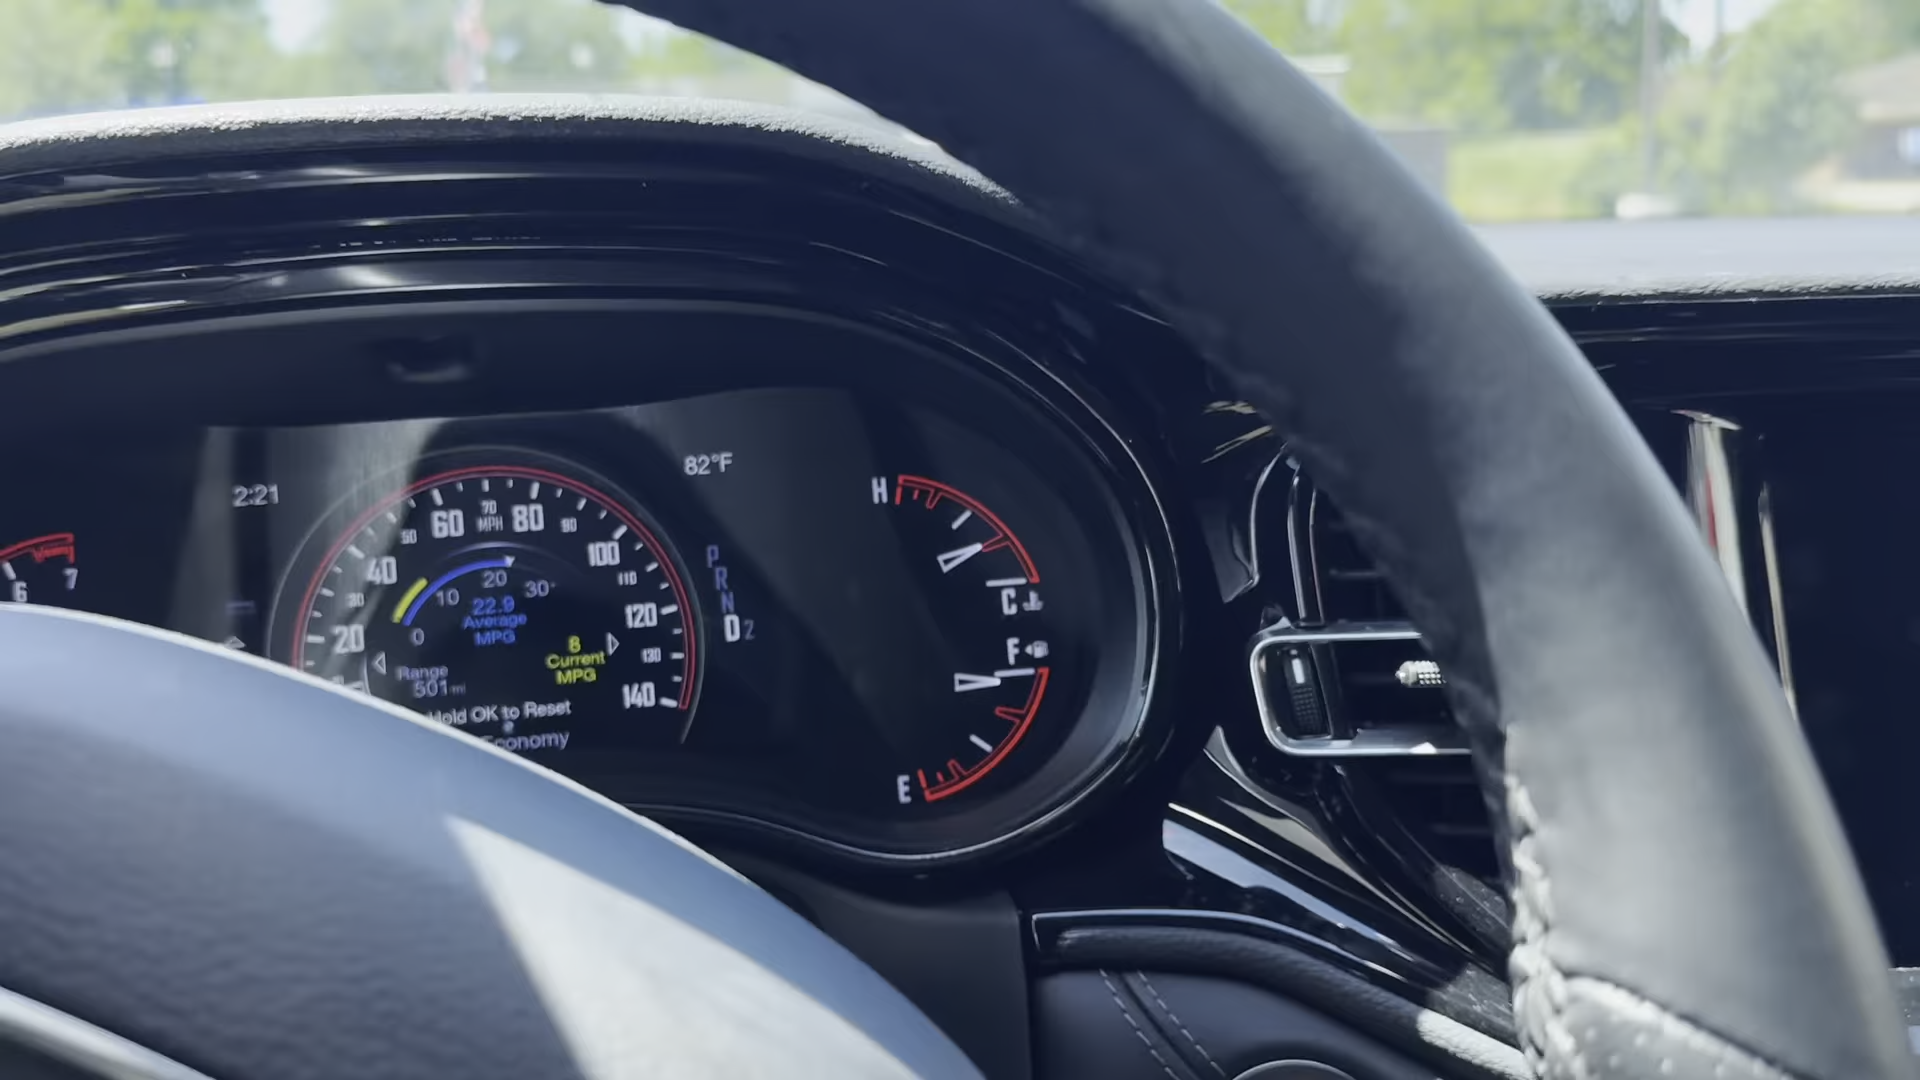 2:21
82°F
6
7
20
30
40
50
60
70
MPH
80
90
100
110
120
130
140
0
10
20
30
22.9
Average
MPG
Range
501 mi
8
Current
MPG
Hold OK to Reset
Economy
P
R
N
D 2
H
C
F
E